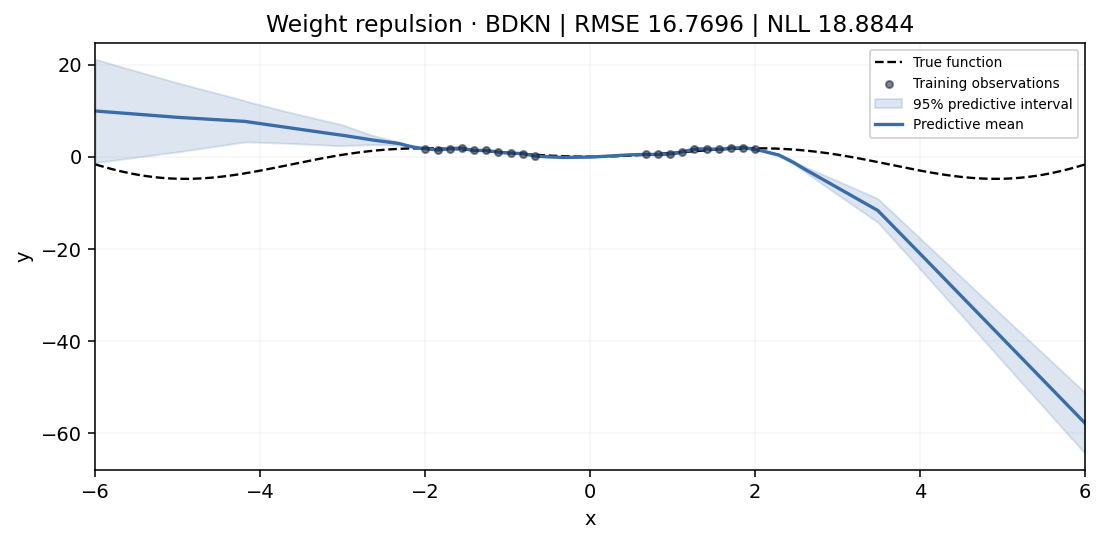 Weight repulsion · BDKN | RMSE 16.7696 | NLL 18.8844
True function
Training observations
95% predictive interval
Predictive mean
y
20
0
−20
−40
−60
−6
−4
−2
0
2
4
6
x